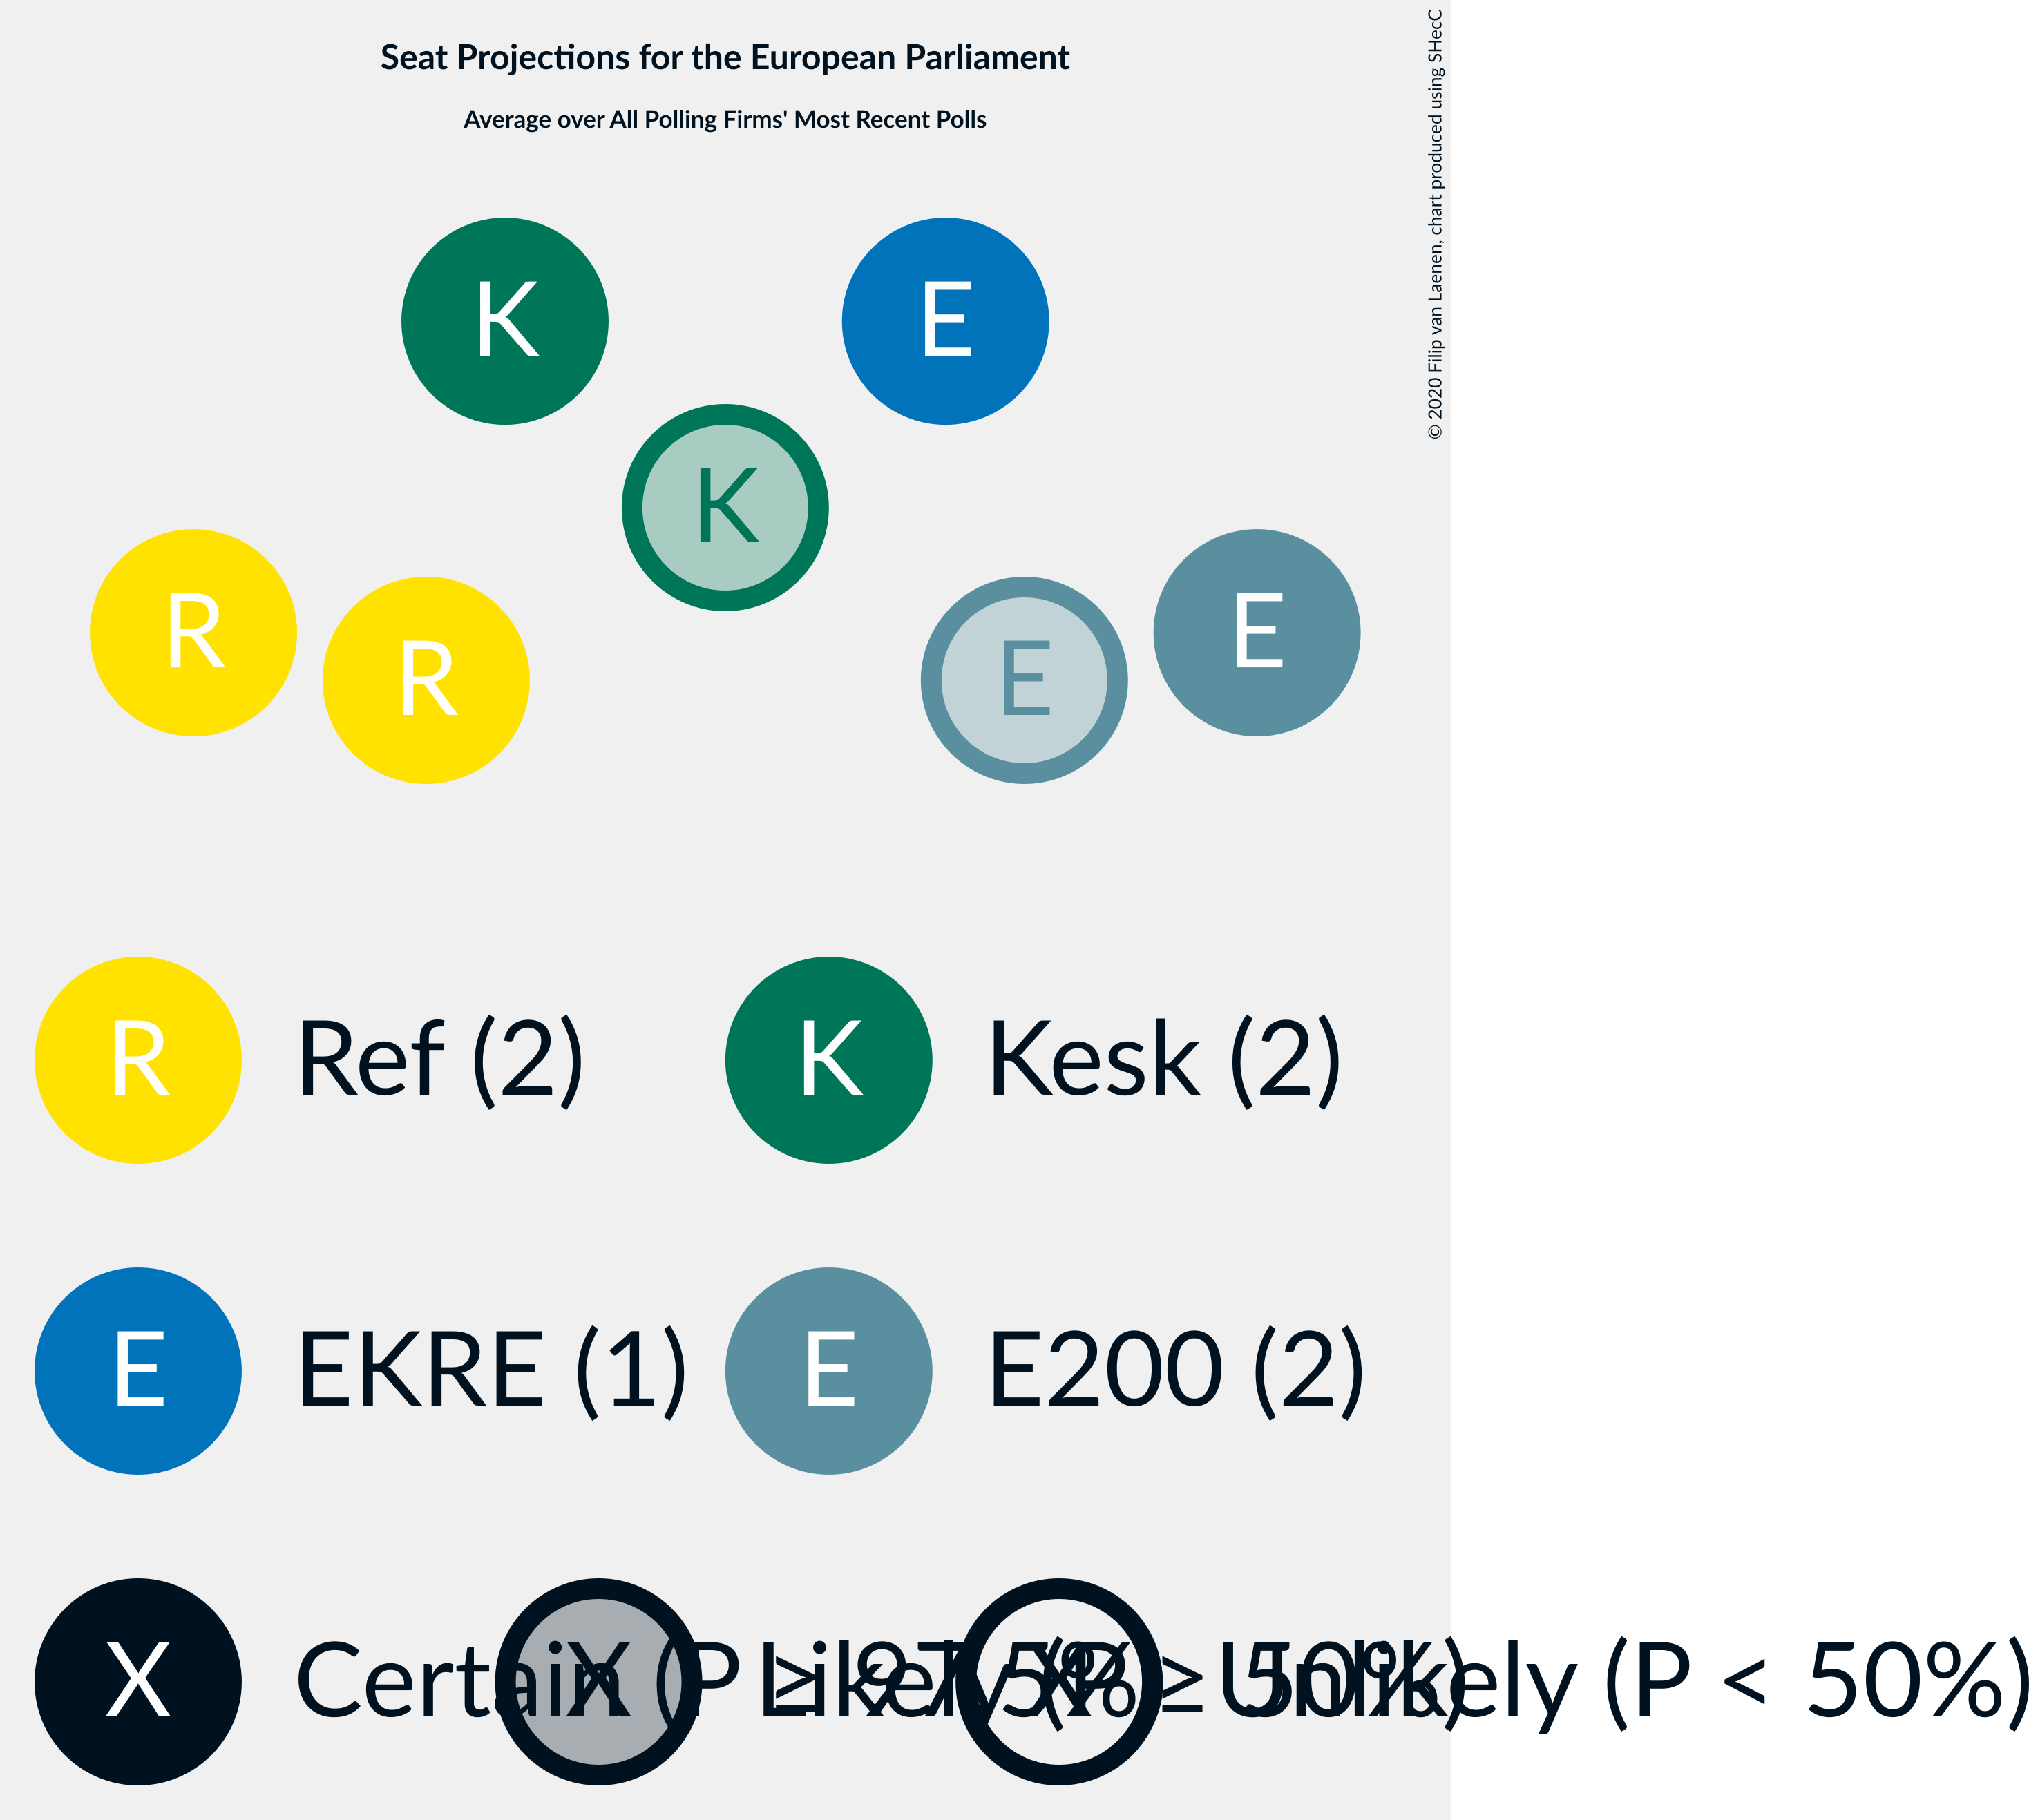 Seat Projections for the European Parliament
Average over All Polling Firms' Most Recent Polls
© 2020 Filip van Laenen, chart produced using SHecC
K
E
K
R
R
E
E
R
Ref (2)
K
Kesk (2)
E
EKRE (1)
E
E200 (2)
X
Certain (P ≥
X
X
Unlikely (P < 50%)